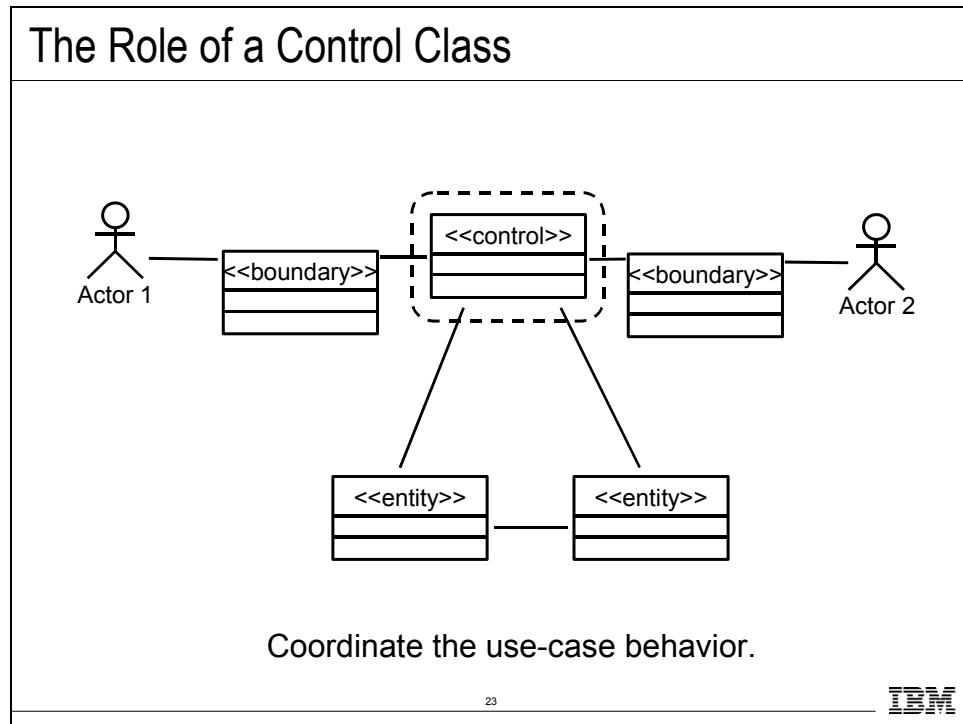 The Role of a Control Class
<<control>>
<<boundary>>
<<boundary>>
Actor 1
Actor 2
<<entity>>
<<entity>>
Coordinate the use-case behavior.
23
IBM